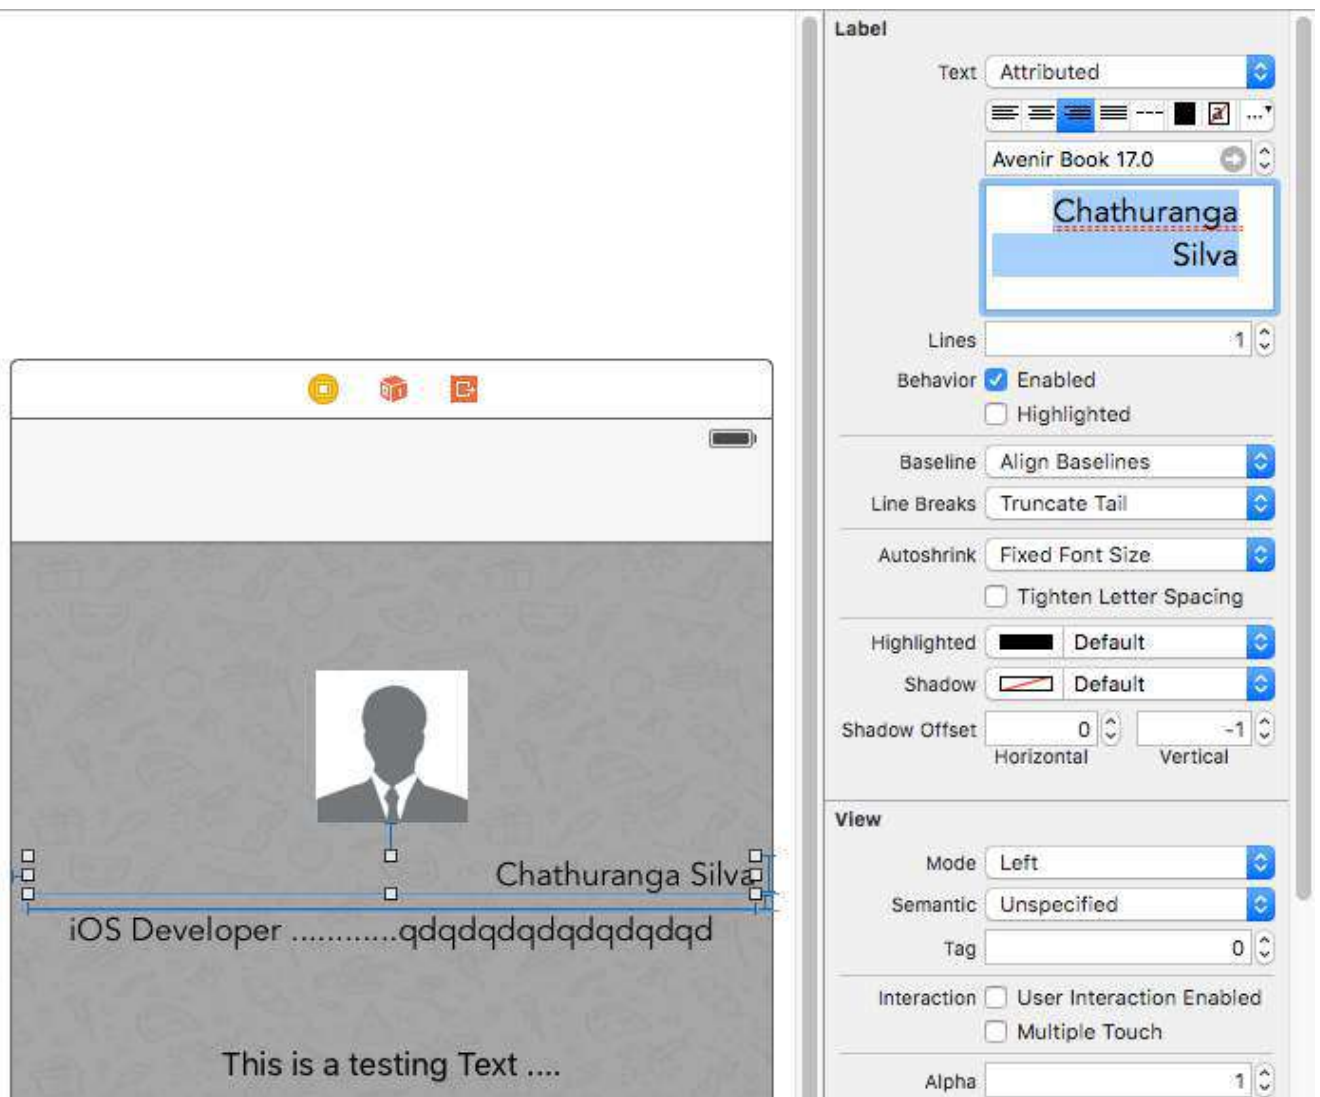 Label
Text Attributed
a ...
Avenir Book 17.0
Chathuranga
Silva
Lines 1
Behavior Enabled
Highlighted
Baseline Align Baselines
Line Breaks Truncate Tail
Autoshrink Fixed Font Size
Tighten Letter Spacing
Highlighted Default
Shadow Default
Shadow Offset 0 -1
Horizontal Vertical
View
Mode Left
Semantic Unspecified
Tag 0
Interaction User Interaction Enabled
Multiple Touch
Alpha 1
Chathuranga Silva
iOS Developer ............qdqdqdqdqdqdqdqd
This is a testing Text ....